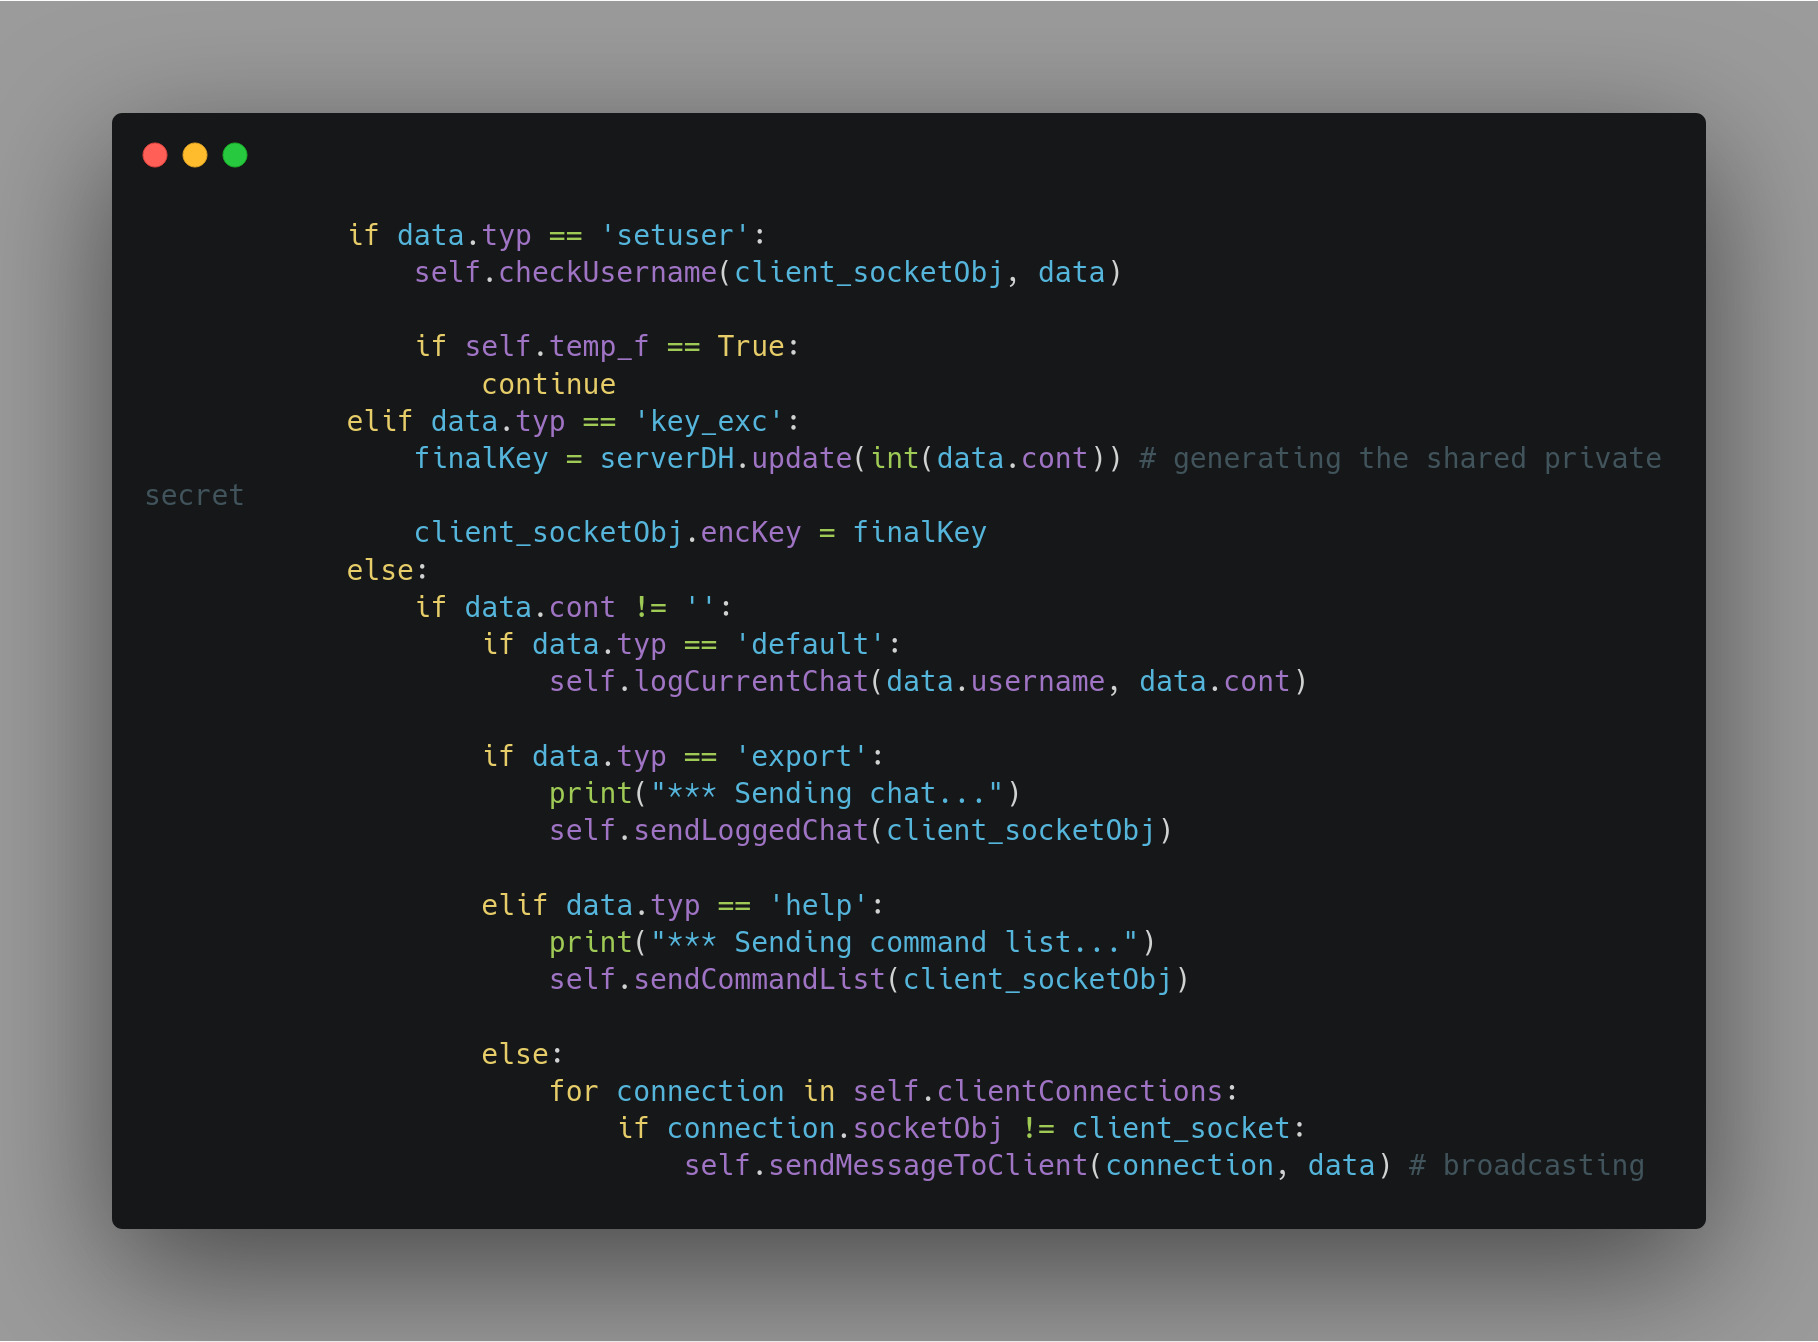 if data.typ == 'setuser':
    self.checkUsername(client_socketObj, data)

    if self.temp_f == True:
        continue
elif data.typ == 'key_exc':
    finalKey = serverDH.update(int(data.cont)) # generating the shared private
secret
    client_socketObj.encKey = finalKey
else:
    if data.cont != '':
        if data.typ == 'default':
            self.logCurrentChat(data.username, data.cont)

        if data.typ == 'export':
            print("*** Sending chat...")
            self.sendLoggedChat(client_socketObj)

        elif data.typ == 'help':
            print("*** Sending command list...")
            self.sendCommandList(client_socketObj)

        else:
            for connection in self.clientConnections:
                if connection.socketObj != client_socket:
                    self.sendMessageToClient(connection, data) # broadcasting